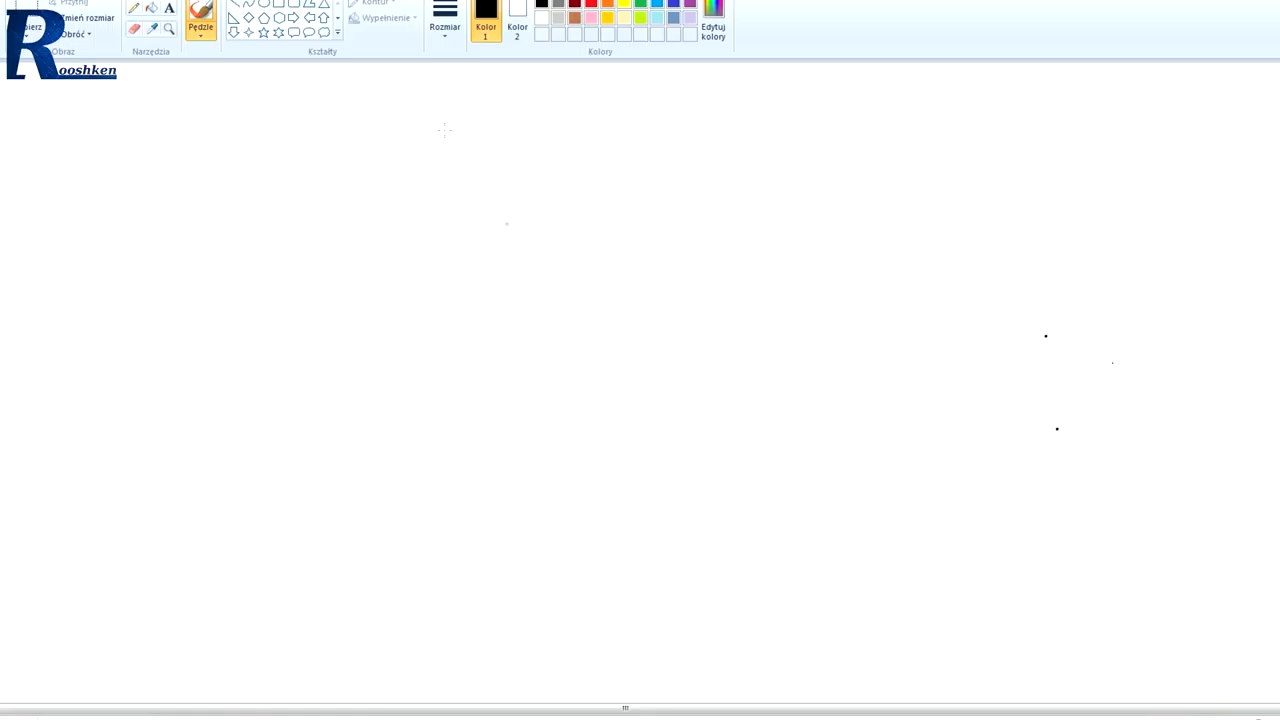 Przytnij
Zmień rozmiar
Obróć
Obraz
Narzędzia
Pędzle
Kształty
Kontur
Wypełnienie
Rozmiar
Kolor
1
Kolor
2
Edytuj
kolory
Kolory
Rooshken